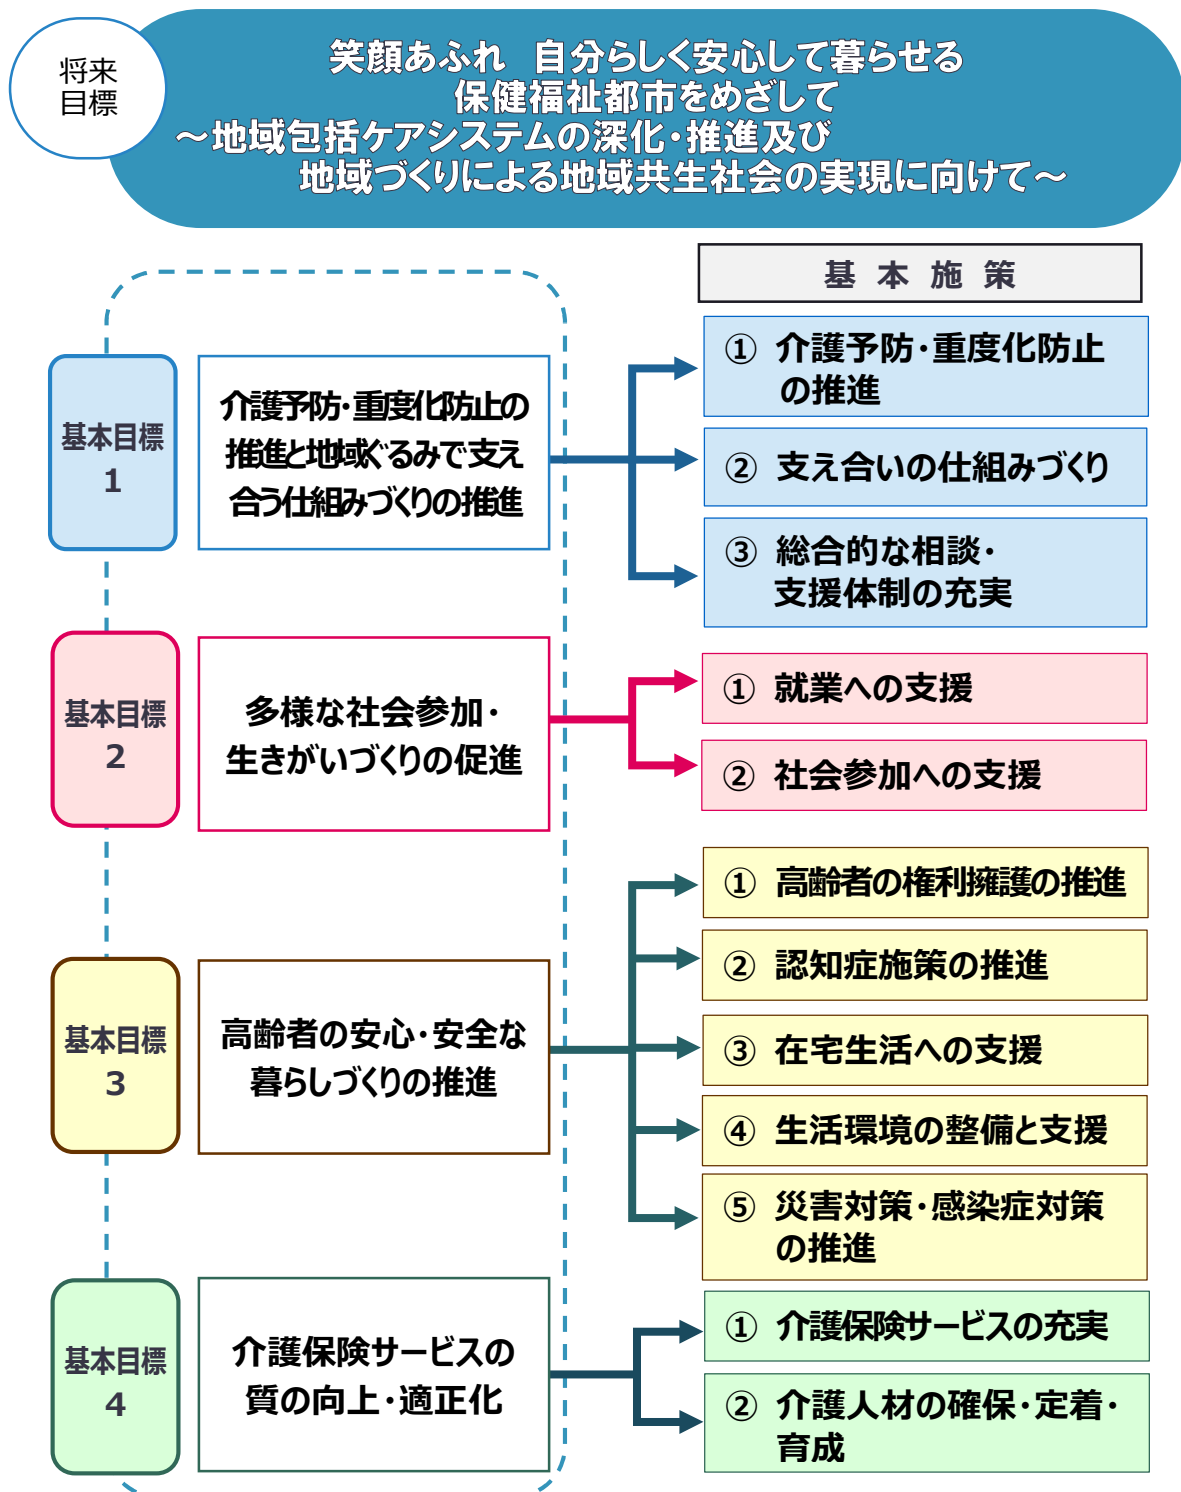 将来
目標
笑顔あふれ 自分らしく安心して暮らせる
保健福祉都市をめざして
～地域包括ケアシステムの深化・推進及び
地域づくりによる地域共生社会の実現に向けて～
基本施策
基本目標
1
介護予防・重度化防止の
推進と地域ぐるみで支え
合う仕組みづくりの推進
① 介護予防・重度化防止
の推進
② 支え合いの仕組みづくり
③ 総合的な相談・
支援体制の充実
基本目標
2
多様な社会参加・
生きがいづくりの促進
① 就業への支援
② 社会参加への支援
基本目標
3
高齢者の安心・安全な
暮らしづくりの推進
① 高齢者の権利擁護の推進
② 認知症施策の推進
③ 在宅生活への支援
④ 生活環境の整備と支援
⑤ 災害対策・感染症対策
の推進
基本目標
4
介護保険サービスの
質の向上・適正化
① 介護保険サービスの充実
② 介護人材の確保・定着・
育成